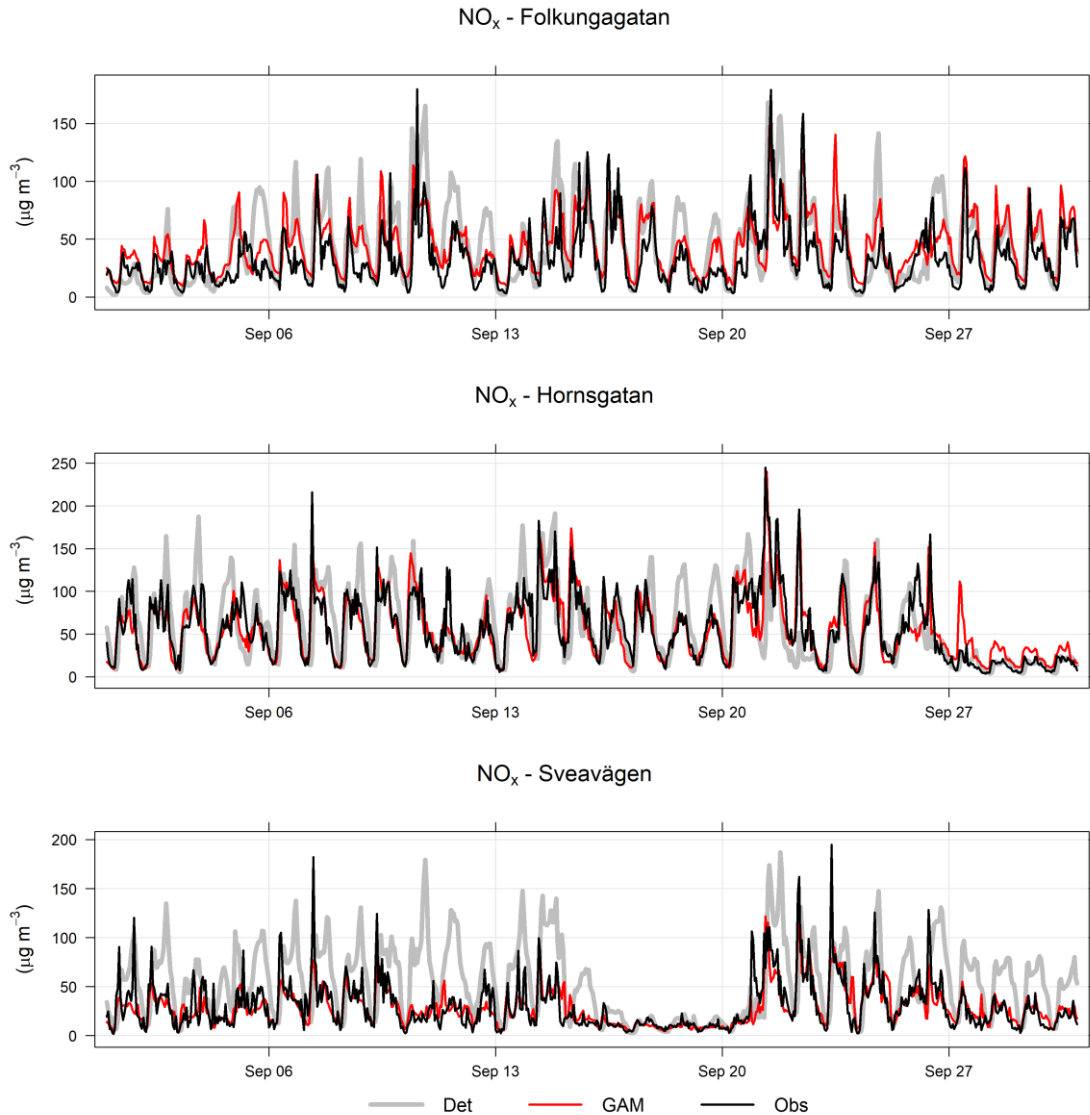 NOx - Folkungagatan
(μg m−3)
150
100
50
0
Sep 06 Sep 13 Sep 20 Sep 27
NOx - Hornsgatan
(μg m−3)
250
200
150
100
50
0
Sep 06 Sep 13 Sep 20 Sep 27
NOx - Sveavägen
(μg m−3)
200
150
100
50
0
Sep 06 Sep 13 Sep 20 Sep 27
Det GAM Obs